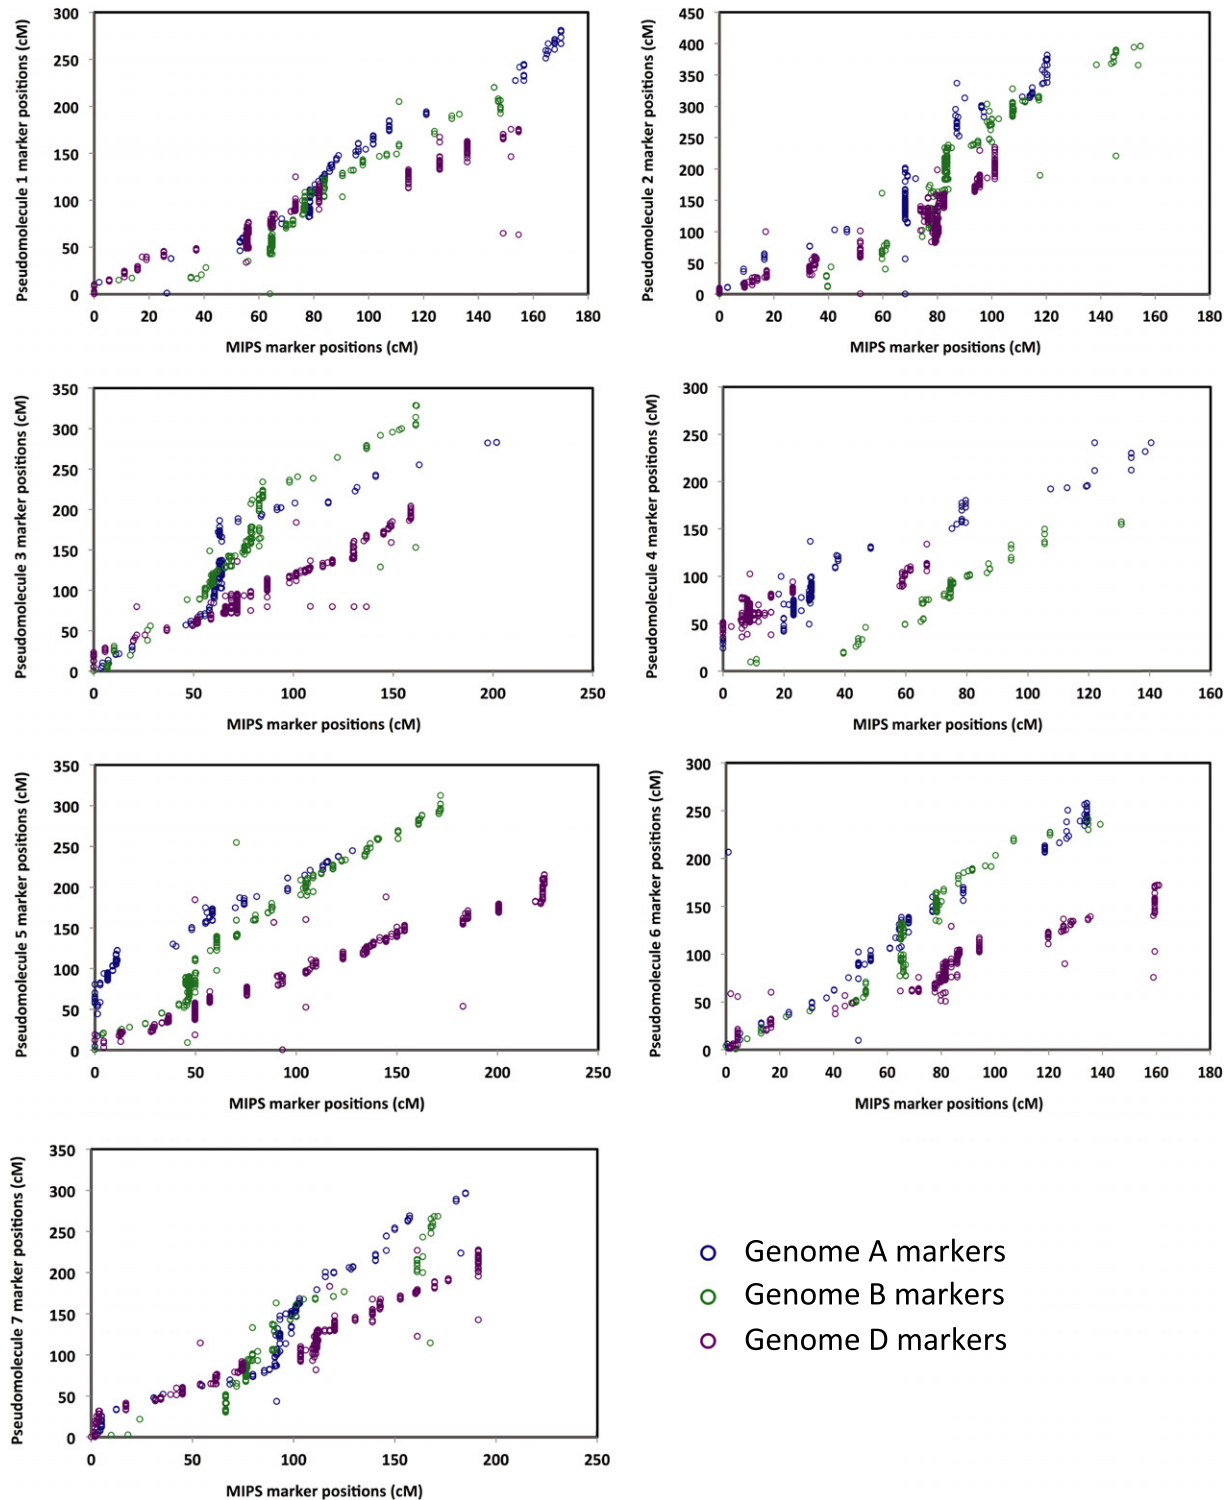 Pseudomolecule 1 marker positions (cM)
300
250
200
150
100
50
0
0 20 40 60 80 100 120 140 160 180
MIPS marker positions (cM)
Pseudomolecule 2 marker positions (cM)
450
400
350
300
250
200
150
100
50
0
0 20 40 60 80 100 120 140 160 180
MIPS marker positions (cM)
Pseudomolecule 3 marker positions (cM)
350
300
250
200
150
100
50
0
0 50 100 150 200 250
MIPS marker positions (cM)
Pseudomolecule 4 marker positions (cM)
300
250
200
150
100
50
0
0 20 40 60 80 100 120 140 160
MIPS marker positions (cM)
Pseudomolecule 5 marker positions (cM)
350
300
250
200
150
100
50
0
0 50 100 150 200 250
MIPS marker positions (cM)
Pseudomolecule 6 marker positions (cM)
300
250
200
150
100
50
0
0 20 40 60 80 100 120 140 160 180
MIPS marker positions (cM)
Pseudomolecule 7 marker positions (cM)
350
300
250
200
150
100
50
0
0 50 100 150 200 250
MIPS marker positions (cM)
Genome A markers
Genome B markers
Genome D markers